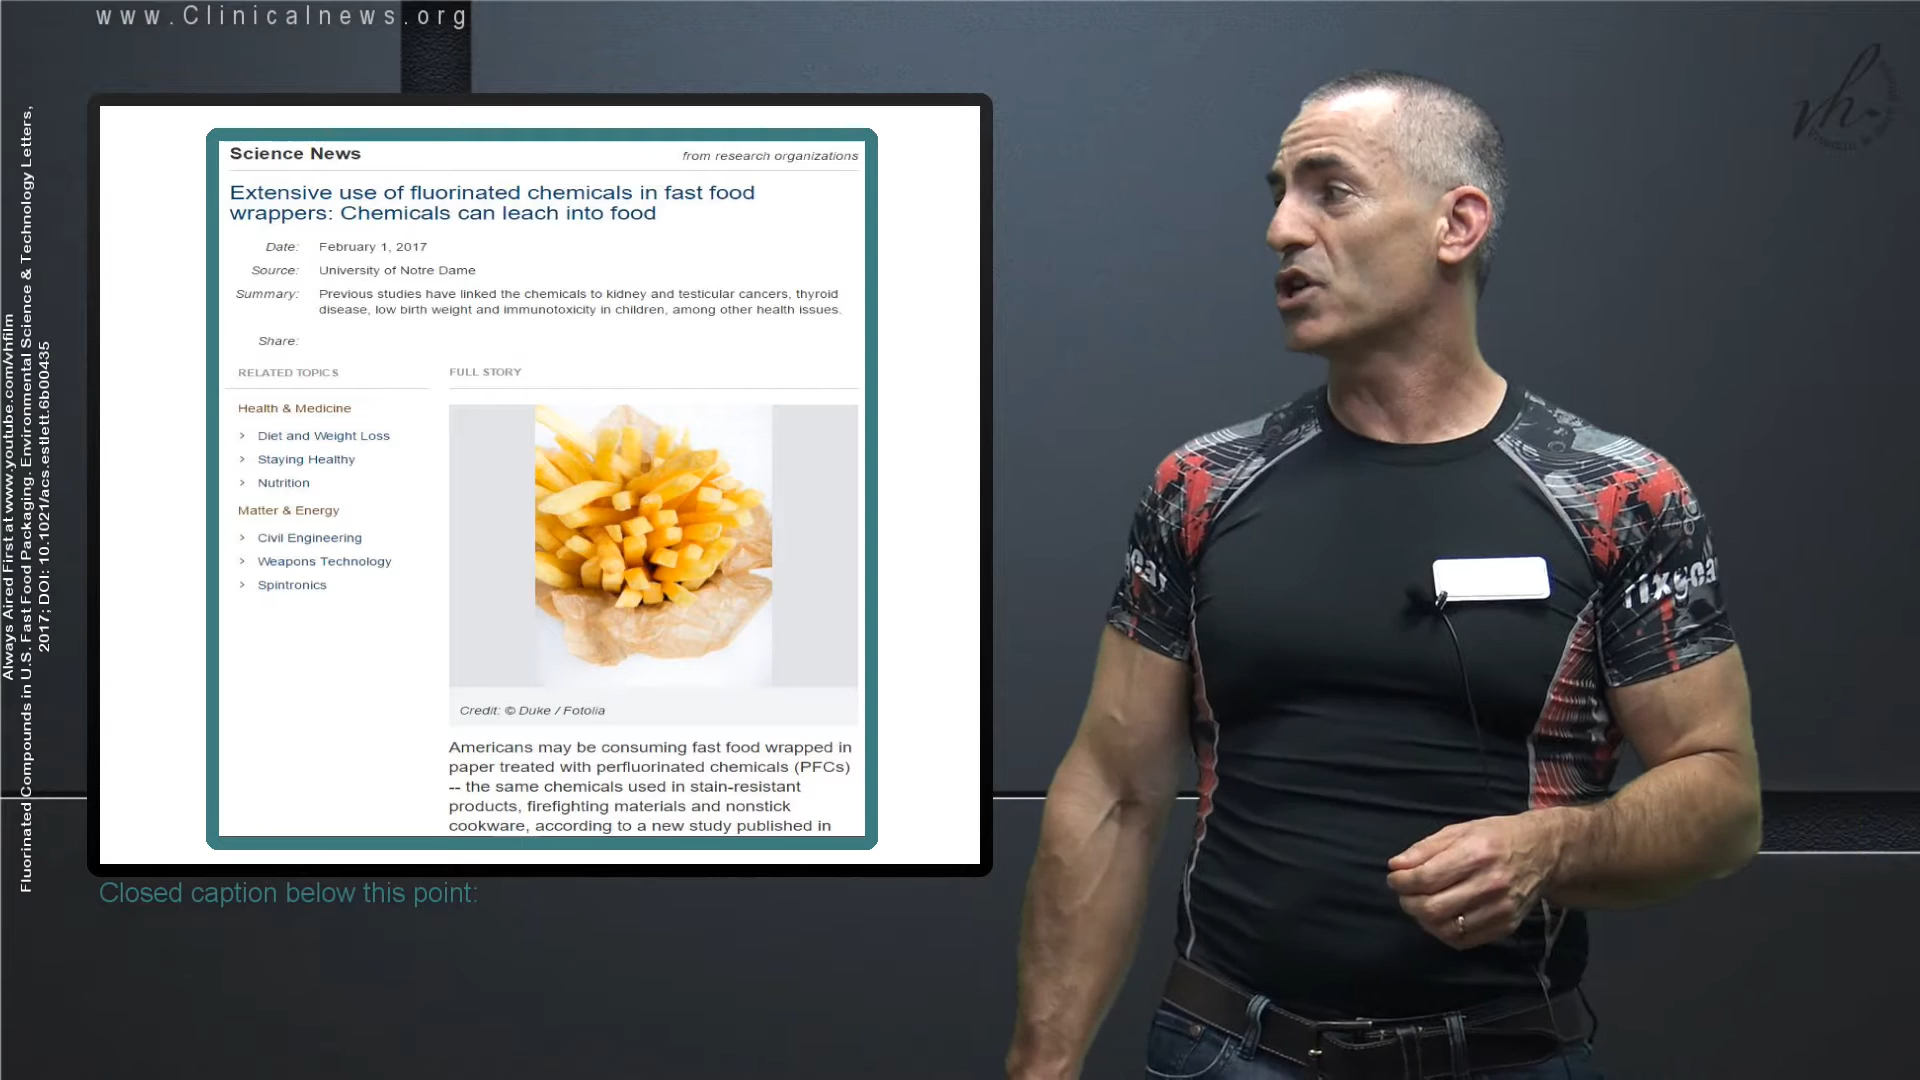 www.Clinicalnews.org
Always Aired First at www.youtube.com/vhfilm
Fluorinated Compounds in U.S. Fast Food Packaging. Environmental Science & Technology Letters,
2017; DOI: 10.1021/acs.estlett.6b00435
Science News
from research organizations
Extensive use of fluorinated chemicals in fast food
wrappers: Chemicals can leach into food
Date: February 1, 2017
Source: University of Notre Dame
Summary: Previous studies have linked the chemicals to kidney and testicular cancers, thyroid
disease, low birth weight and immunotoxicity in children, among other health issues.
Share:
RELATED TOPICS
Health & Medicine
> Diet and Weight Loss
> Staying Healthy
> Nutrition
Matter & Energy
> Civil Engineering
> Weapons Technology
> Spintronics
FULL STORY
Credit: © Duke / Fotolia
Americans may be consuming fast food wrapped in
paper treated with perfluorinated chemicals (PFCs)
-- the same chemicals used in stain-resistant
products, firefighting materials and nonstick
cookware, according to a new study published in
Closed caption below this point:
vh